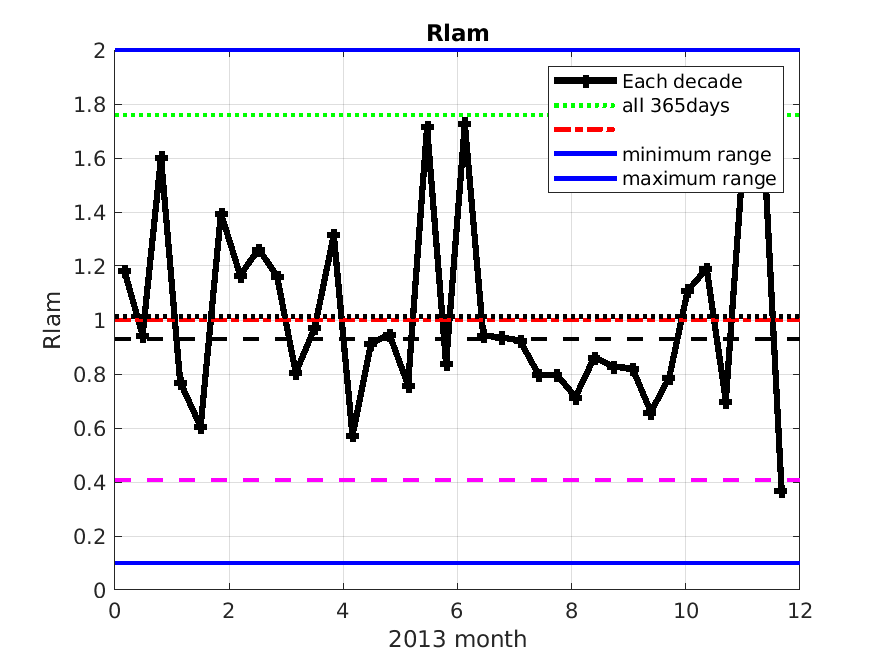 Rlam
2
1.8
1.6
1.4
1.2
1
0.8
0.6
0.4
0.2
0
Rlam
Each decade
all 365days
minimum range
maximum range
0 2 4 6 8 10 12
2013 month